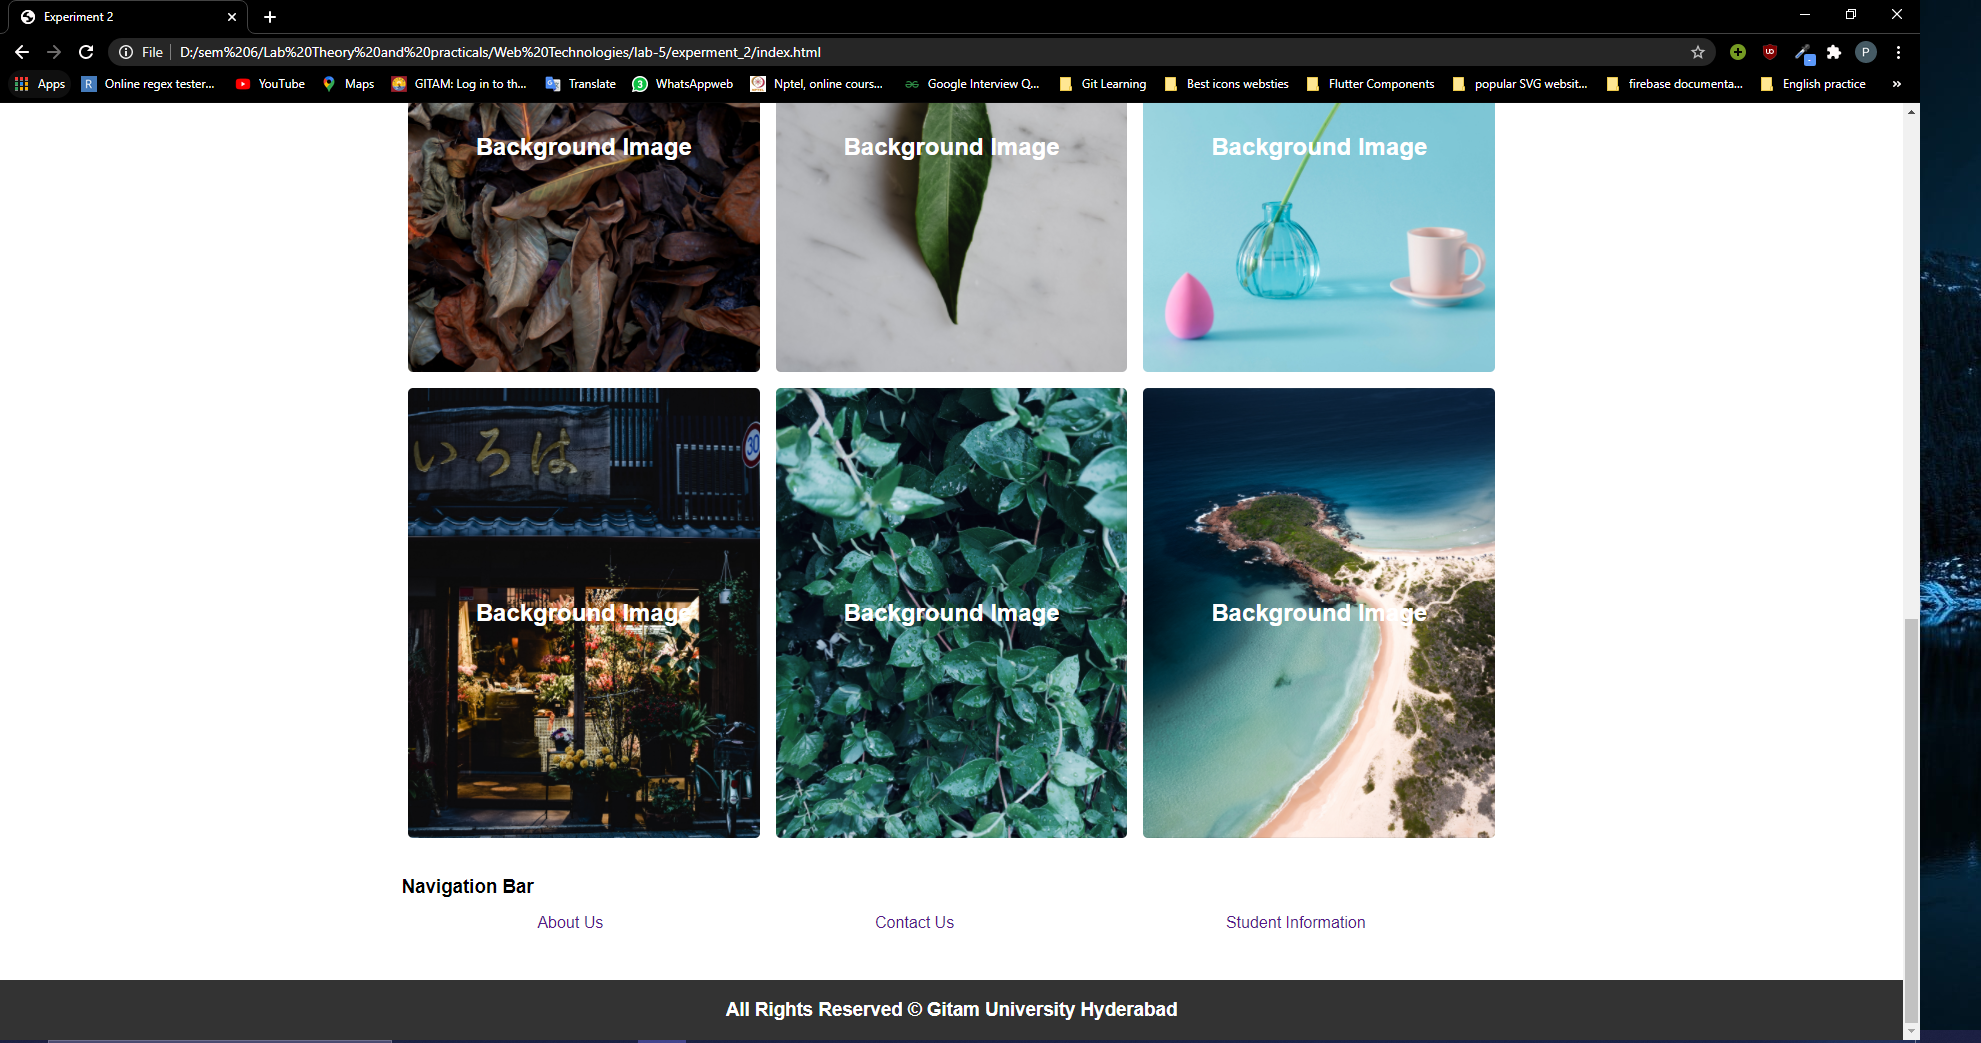 Experiment 2
File D:/sem%206/Lab%20Theory%20and%20practicals/Web%20Technologies/lab-5/experment_2/index.html
P
Apps R Online regex tester... YouTube Maps GITAM: Log in to th... Translate 3 WhatsAppweb Nptel, online cours... Google Interview Q... Git Learning Best icons websties Flutter Components popular SVG websit... firebase documenta... English practice »
Background Image Background Image Background Image
いろは
30
Background Image Background Image Background Image
Navigation Bar
About Us Contact Us Student Information
All Rights Reserved © Gitam University Hyderabad